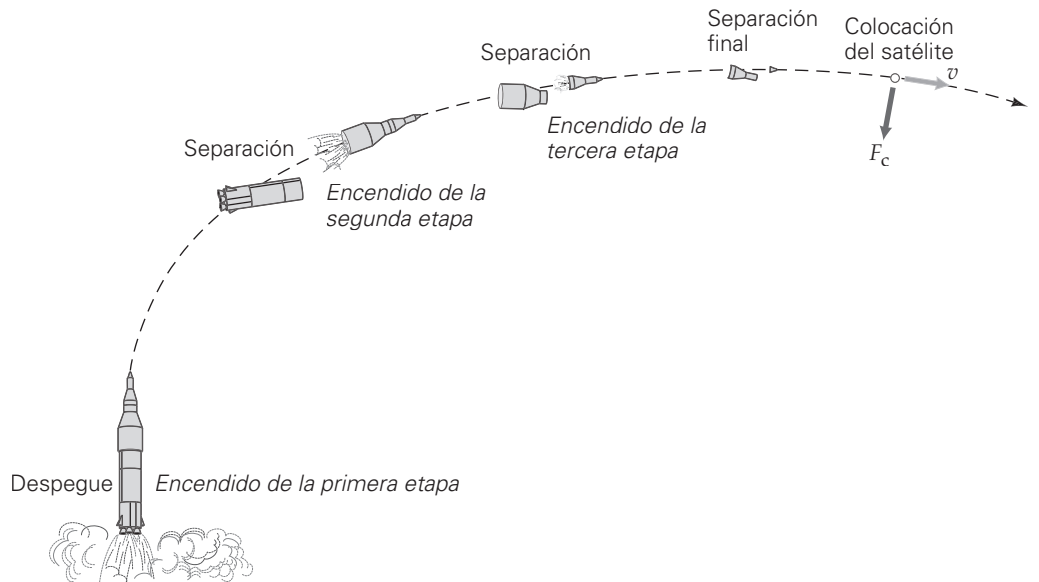 Separación
final
Colocación
del satélite
v
Separación
Encendido de la
tercera etapa
F_c
Separación
Encendido de la
segunda etapa
Despegue
Encendido de la primera etapa